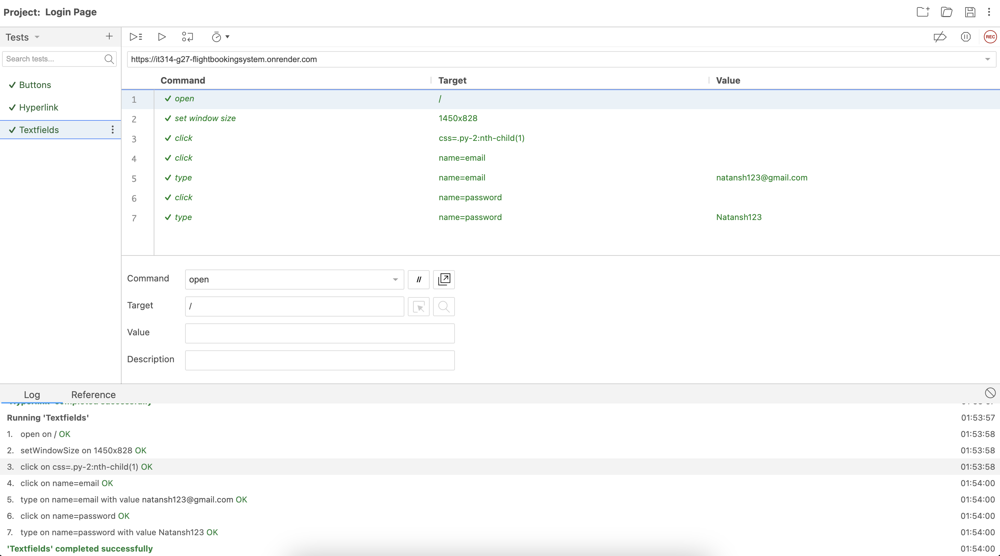 Project: Login Page
Tests
Search tests...
Buttons
Hyperlink
Textfields
REC
https://it314-g27-flightbookingsystem.onrender.com
Command Target Value
1 open /
2 set window size 1450x828
3 click css=.py-2:nth-child(1)
4 click name=email
5 type name=email natansh123@gmail.com
6 click name=password
7 type name=password Natansh123
Command open //
Target /
Value
Description
Log Reference
'Hyperlink' completed successfully
Running 'Textfields' 01:53:57
1. open on / OK 01:53:58
2. setWindowSize on 1450x828 OK 01:53:58
3. click on css=.py-2:nth-child(1) OK 01:53:58
4. click on name=email OK 01:54:00
5. type on name=email with value natansh123@gmail.com OK 01:54:00
6. click on name=password OK 01:54:00
7. type on name=password with value Natansh123 OK 01:54:00
'Textfields' completed successfully 01:54:00